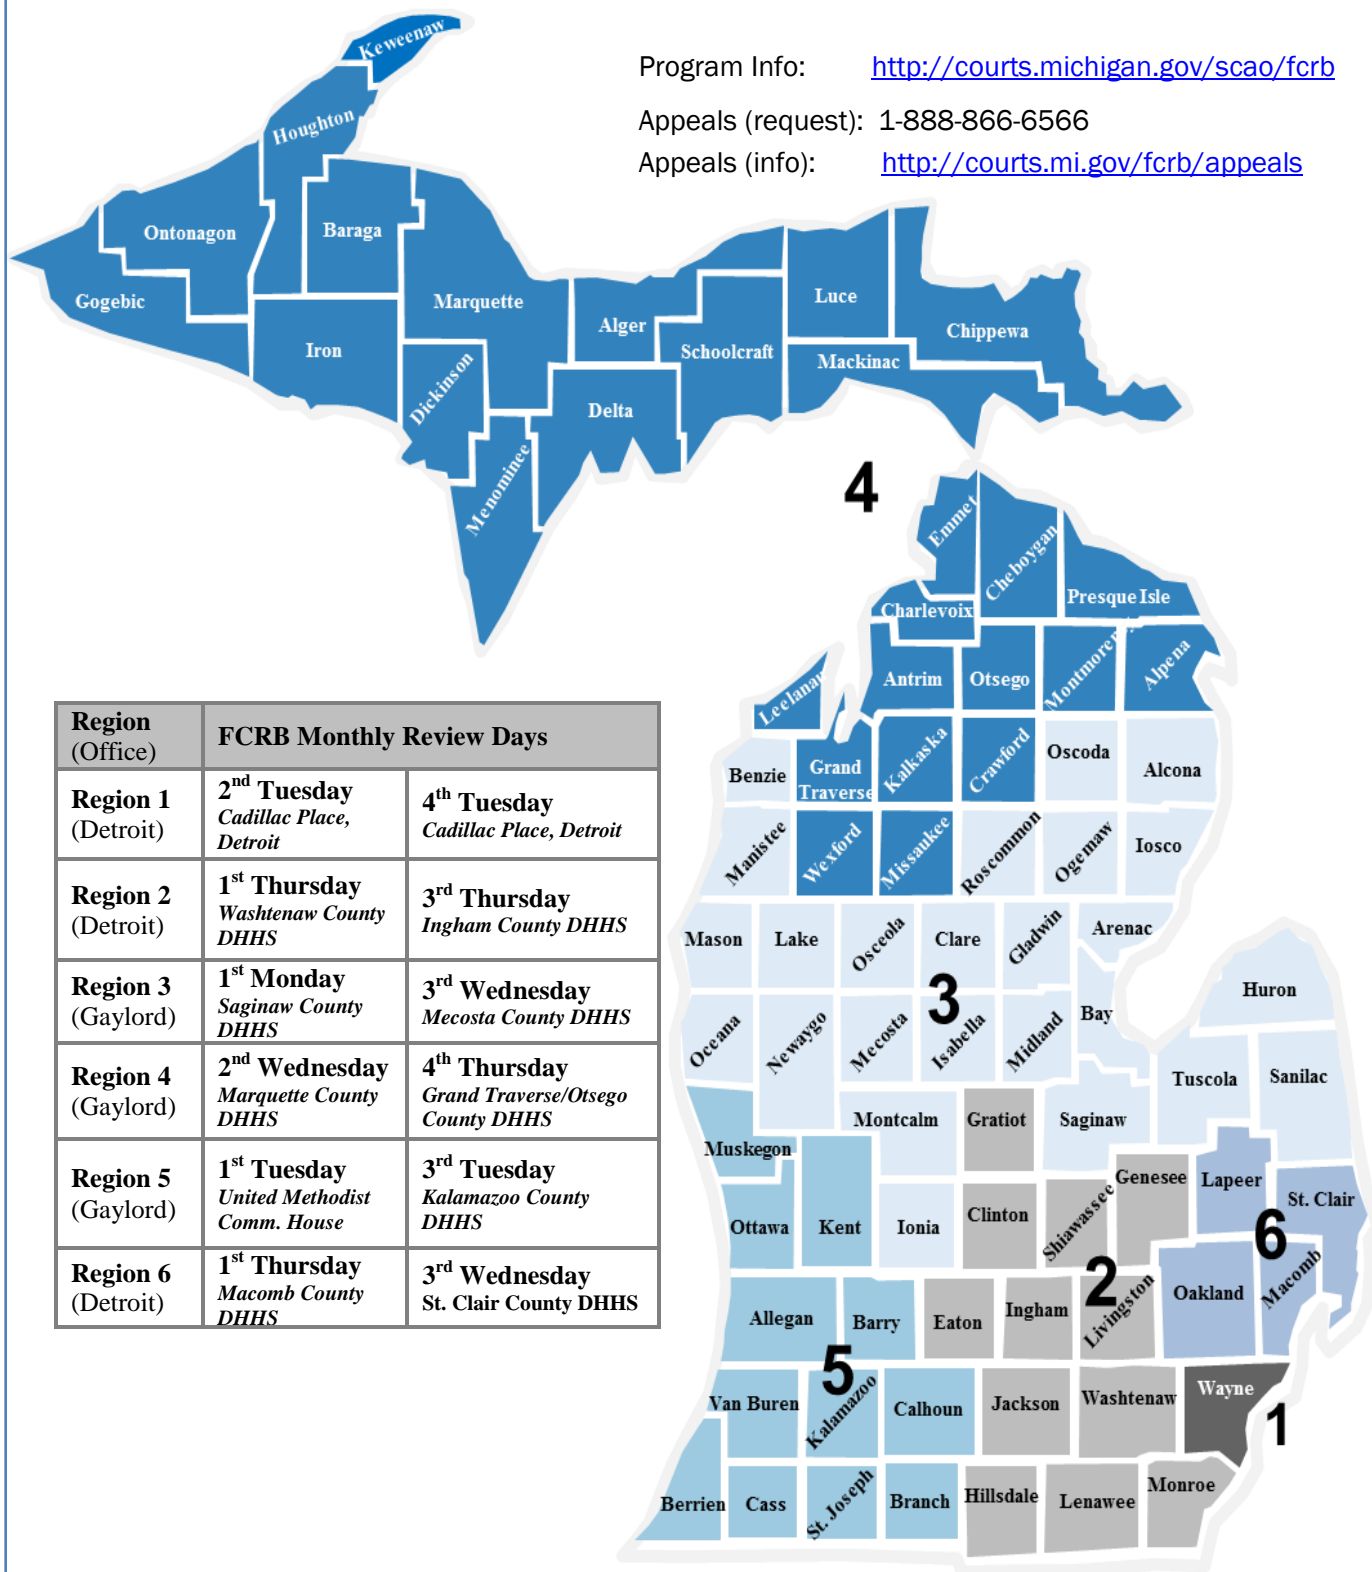 Keweenaw
Program Info: http://courts.michigan.gov/scao/fcrb
Houghton
Appeals (request): 1-888-866-6566
Appeals (info): http://courts.mi.gov/fcrb/appeals
Ontonagon
Baraga
Gogebic
Marquette
Luce
Alger
Chippewa
Iron
Schoolcraft
Mackinac
Dickinson
Delta
Menominee
4
Emmet
Cheboygan
Presque Isle
Charlevoix
Montmorency
Alpena
Antrim
Otsego
Leelanau
Region
(Office)
FCRB Monthly Review Days
Region 1
(Detroit)
2nd Tuesday
Cadillac Place,
Detroit
4th Tuesday
Cadillac Place, Detroit
Region 2
(Detroit)
1st Thursday
Washtenaw County
DHHS
3rd Thursday
Ingham County DHHS
Region 3
(Gaylord)
1st Monday
Saginaw County
DHHS
3rd Wednesday
Mecosta County DHHS
Region 4
(Gaylord)
2nd Wednesday
Marquette County
DHHS
4th Thursday
Grand Traverse/Otsego
County DHHS
Region 5
(Gaylord)
1st Tuesday
United Methodist
Comm. House
3rd Tuesday
Kalamazoo County
DHHS
Region 6
(Detroit)
1st Thursday
Macomb County
DHHS
3rd Wednesday
St. Clair County DHHS
Benzie
Grand
Traverse
Kalkaska
Crawford
Oscoda
Alcona
Manistee
Wexford
Missaukee
Roscommon
Ogemaw
Iosco
Mason
Lake
Osceola
Clare
Gladwin
Arenac
3
Huron
Oceana
Newaygo
Mecosta
Isabella
Midland
Bay
Tuscola
Sanilac
Montcalm
Gratiot
Saginaw
Muskegon
Genesee
Lapeer
St. Clair
Ottawa
Kent
Ionia
Clinton
Shiawassee
6
2
Oakland
Macomb
Allegan
Barry
Eaton
Ingham
Livingston
5
Van Buren
Kalamazoo
Calhoun
Jackson
Washtenaw
Wayne
1
Berrien
Cass
St. Joseph
Branch
Hillsdale
Lenawee
Monroe